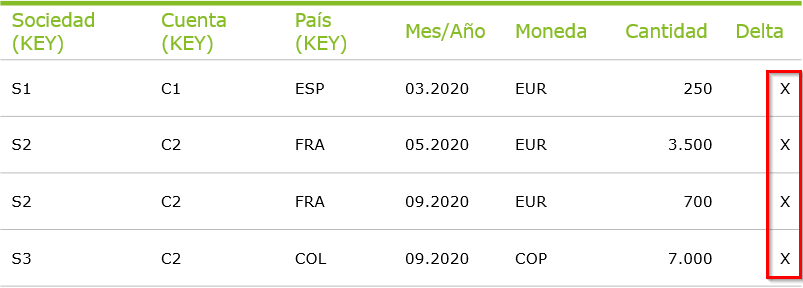 Sociedad (KEY) Cuenta (KEY) País (KEY) Mes/Año Moneda Cantidad Delta
S1 C1 ESP 03.2020 EUR 250 X
S2 C2 FRA 05.2020 EUR 3.500 X
S2 C2 FRA 09.2020 EUR 700 X
S3 C2 COL 09.2020 COP 7.000 X